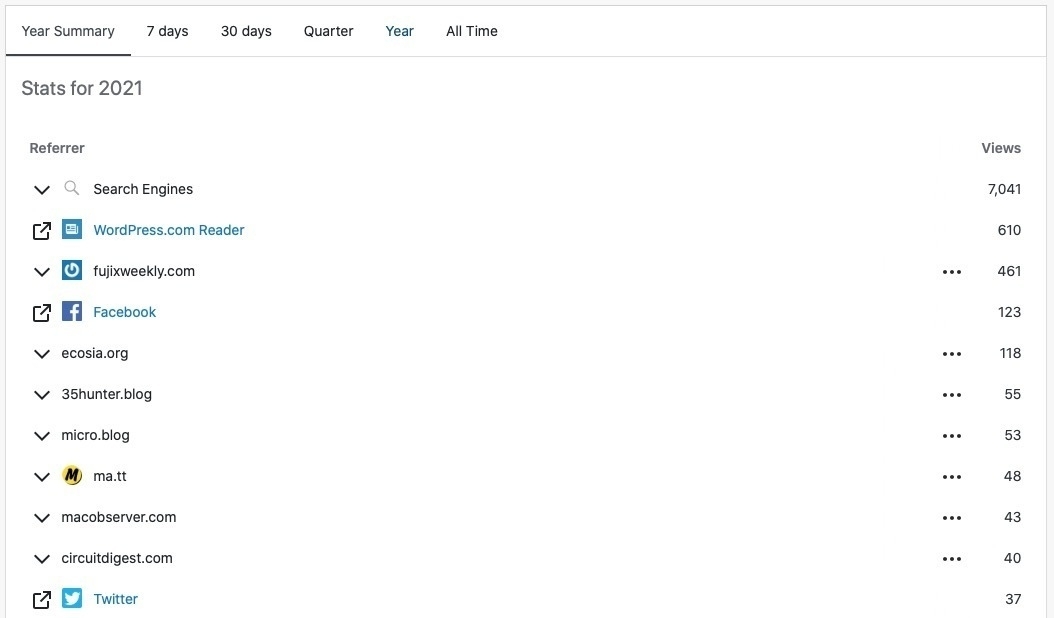 Year Summary 7 days 30 days Quarter Year All Time
Stats for 2021
Referrer Views
Search Engines 7,041
WordPress.com Reader 610
fujixweekly.com 461
Facebook 123
ecosia.org 118
35hunter.blog 55
micro.blog 53
M ma.tt 48
macobserver.com 43
circuitdigest.com 40
Twitter 37